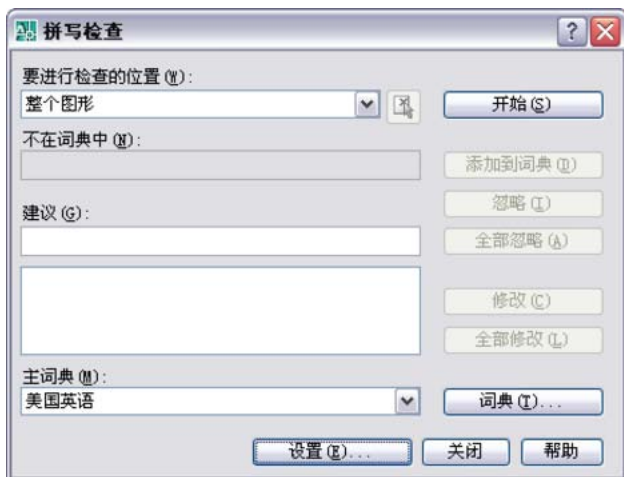 拼写检查
要进行检查的位置(W):
整个图形
开始(S)
不在词典中(N):
添加到词典(D)
忽略(I)
建议(G):
全部忽略(A)
修改(C)
全部修改(L)
主词典(M):
美国英语
词典(T)...
设置(E)... 关闭 帮助